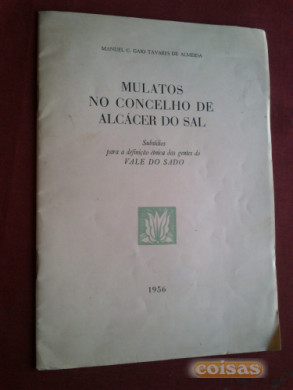 MANUEL C. DIAS TAVARES DE ALMEIDA
MULATOS
NO CONCELHO DE
ALCÁCER DO SAL
Subsídios
para a definição étnica das gentes do
VALE DO SADO
1956
coisas